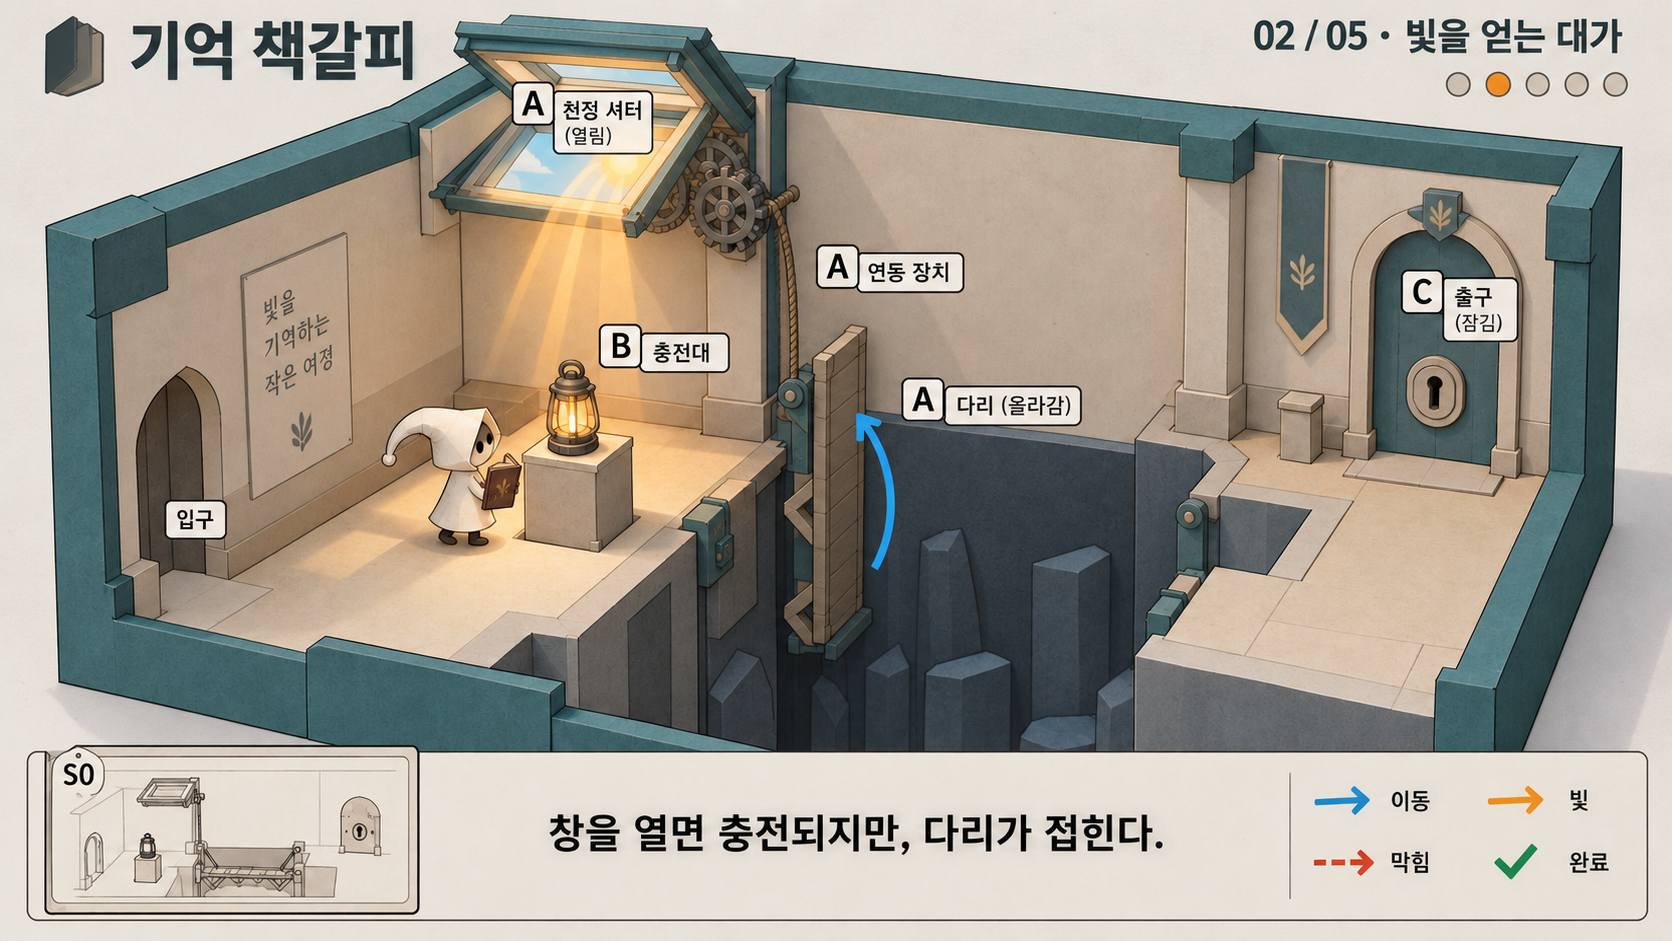 기억 책갈피
02 / 05 · 빛을 얻는 대가
A 천정 셔터
(열림)
A 연동 장치
B 충전대
A 다리 (올라감)
C 출구
(잠김)
빛을
기억하는
작은 여정
입구
S0
창을 열면 충전되지만, 다리가 접힌다.
이동
빛
막힘
완료